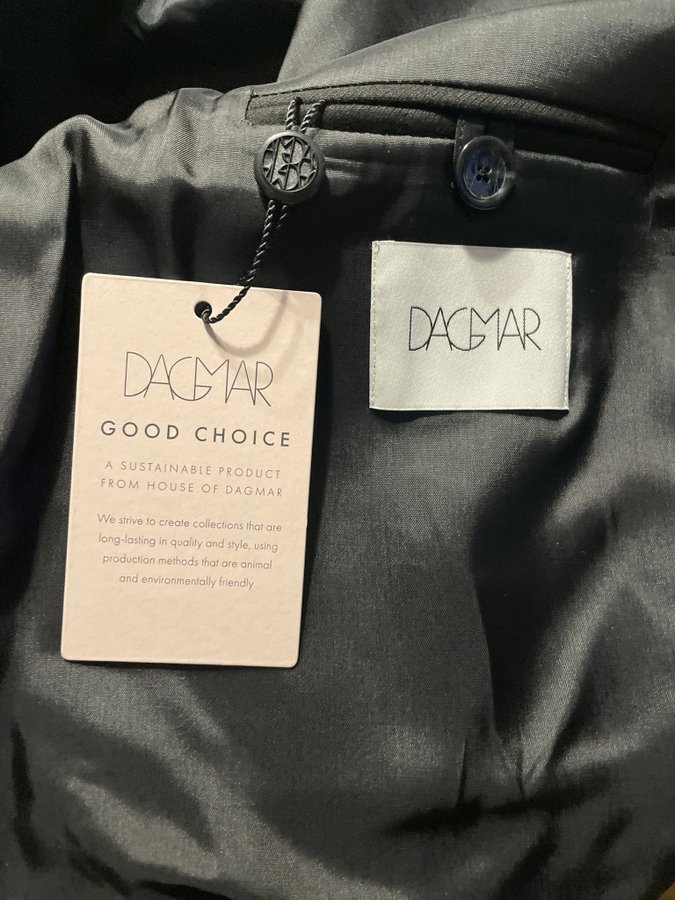 DAGMAR
GOOD CHOICE
A SUSTAINABLE PRODUCT
FROM HOUSE OF DAGMAR
We strive to create collections that are
long-lasting in quality and style, using
production methods that are animal
and environmentally friendly
DAGMAR